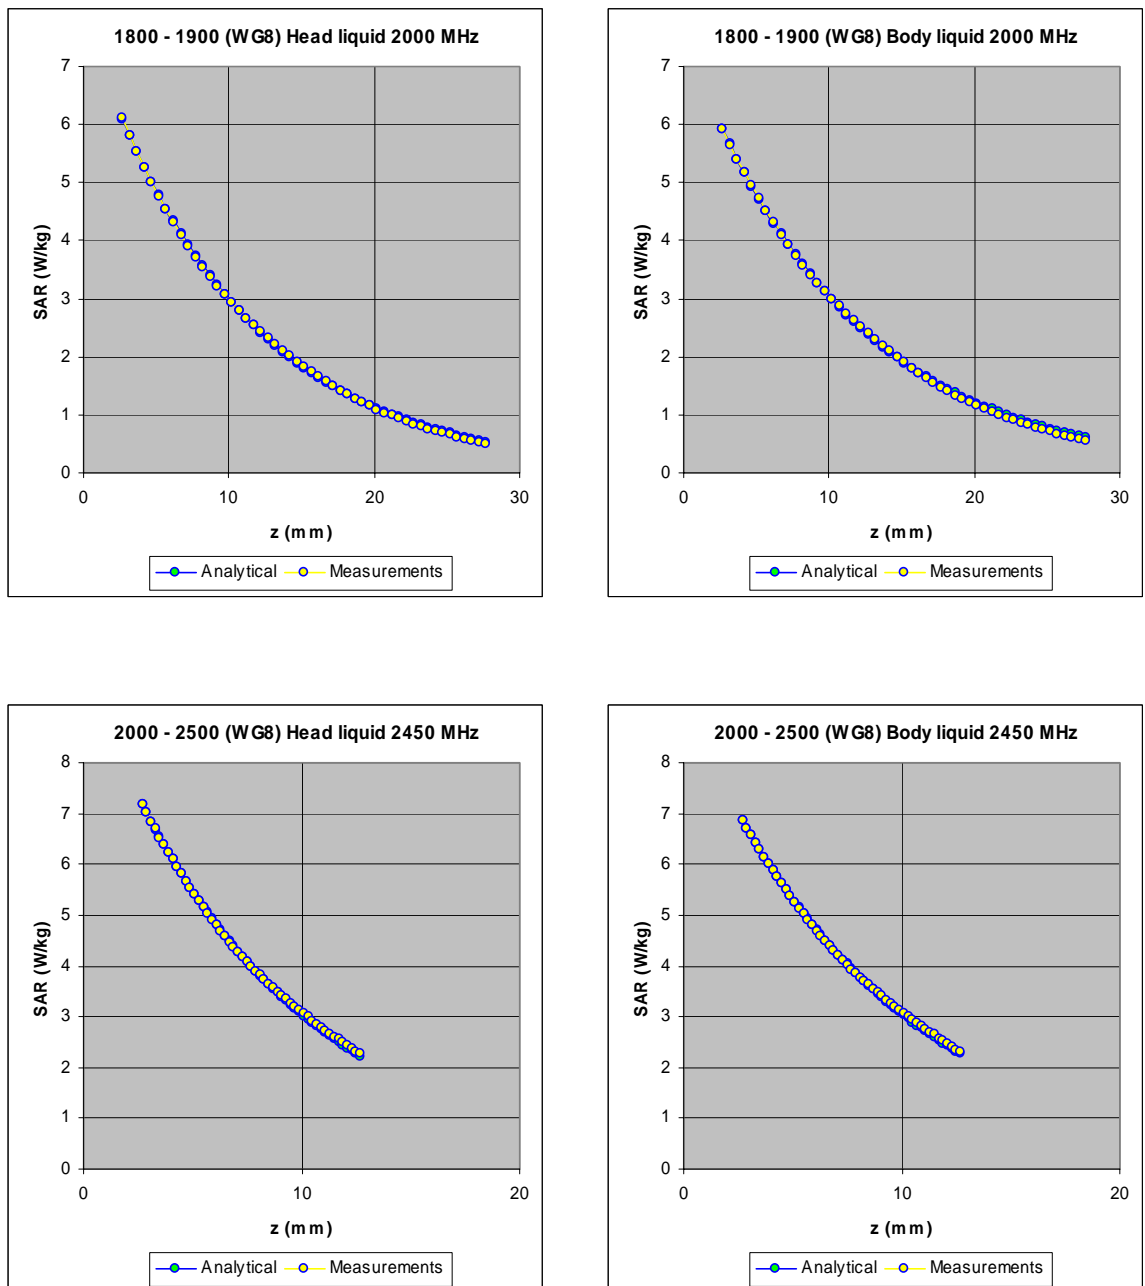 1800 - 1900 (WG8) Head liquid 2000 MHz
7
6
5
4
3
2
1
0
SAR (W/kg)
0 10 20 30
z (mm)
Analytical Measurements
1800 - 1900 (WG8) Body liquid 2000 MHz
7
6
5
4
3
2
1
0
SAR (W/kg)
0 10 20 30
z (mm)
Analytical Measurements
2000 - 2500 (WG8) Head liquid 2450 MHz
8
7
6
5
4
3
2
1
0
SAR (W/kg)
0 10 20
z (mm)
Analytical Measurements
2000 - 2500 (WG8) Body liquid 2450 MHz
8
7
6
5
4
3
2
1
0
SAR (W/kg)
0 10 20
z (mm)
Analytical Measurements